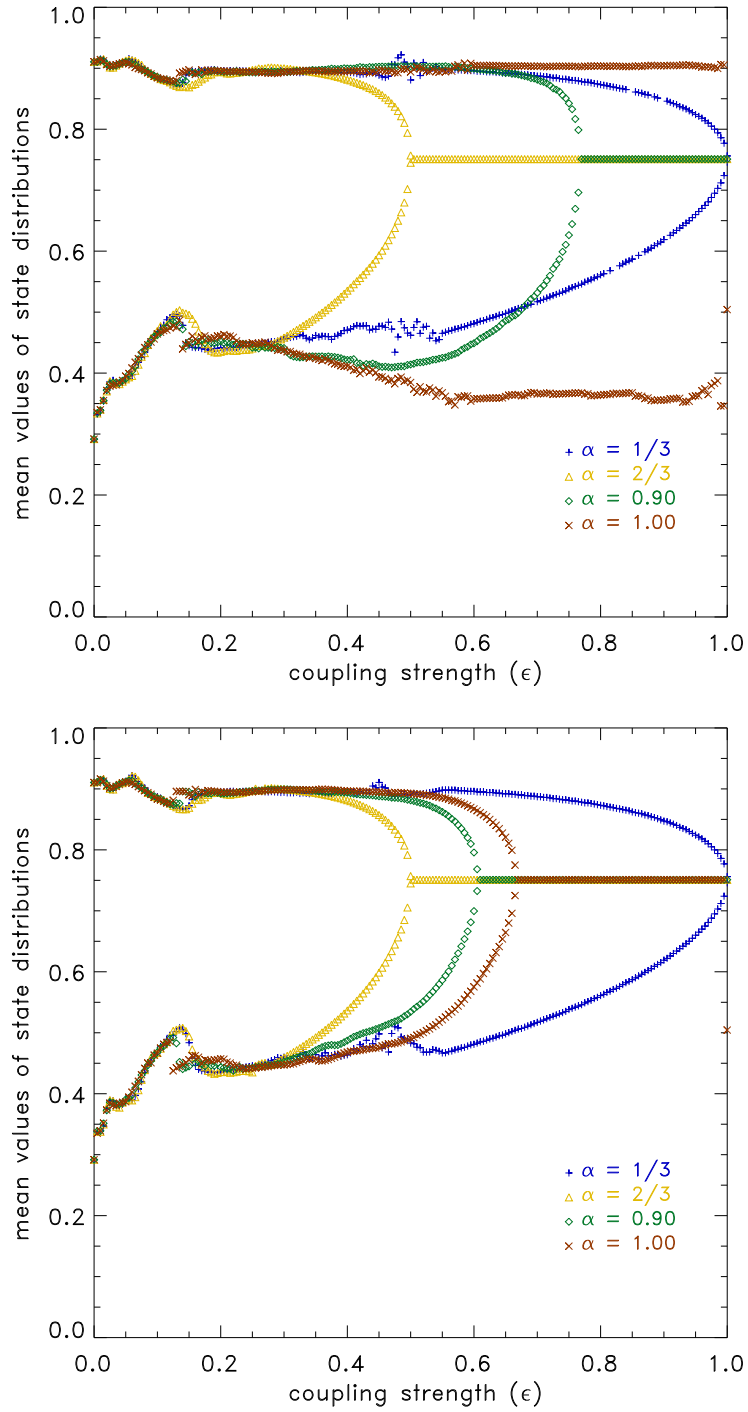 1.0
0.8
0.6
0.4
0.2
0.0
mean values of state distributions
α = 1/3
α = 2/3
α = 0.90
α = 1.00
0.0 0.2 0.4 0.6 0.8 1.0
coupling strength (ϵ)
1.0
0.8
0.6
0.4
0.2
0.0
mean values of state distributions
α = 1/3
α = 2/3
α = 0.90
α = 1.00
0.0 0.2 0.4 0.6 0.8 1.0
coupling strength (ϵ)